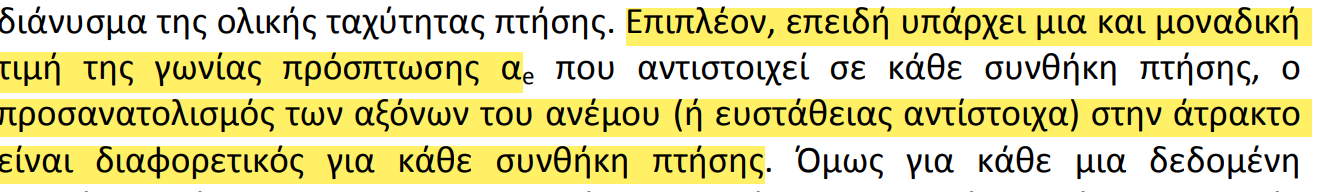 διάνυσμα της ολικής ταχύτητας πτήσης. Επιπλέον, επειδή υπάρχει μια και μοναδική
τιμή της γωνίας πρόσπτωσης αe που αντιστοιχεί σε κάθε συνθήκη πτήσης, ο
προσανατολισμός των αξόνων του ανέμου (ή ευστάθειας αντίστοιχα) στην άτρακτο
είναι διαφορετικός για κάθε συνθήκη πτήσης. Όμως για κάθε μια δεδομένη